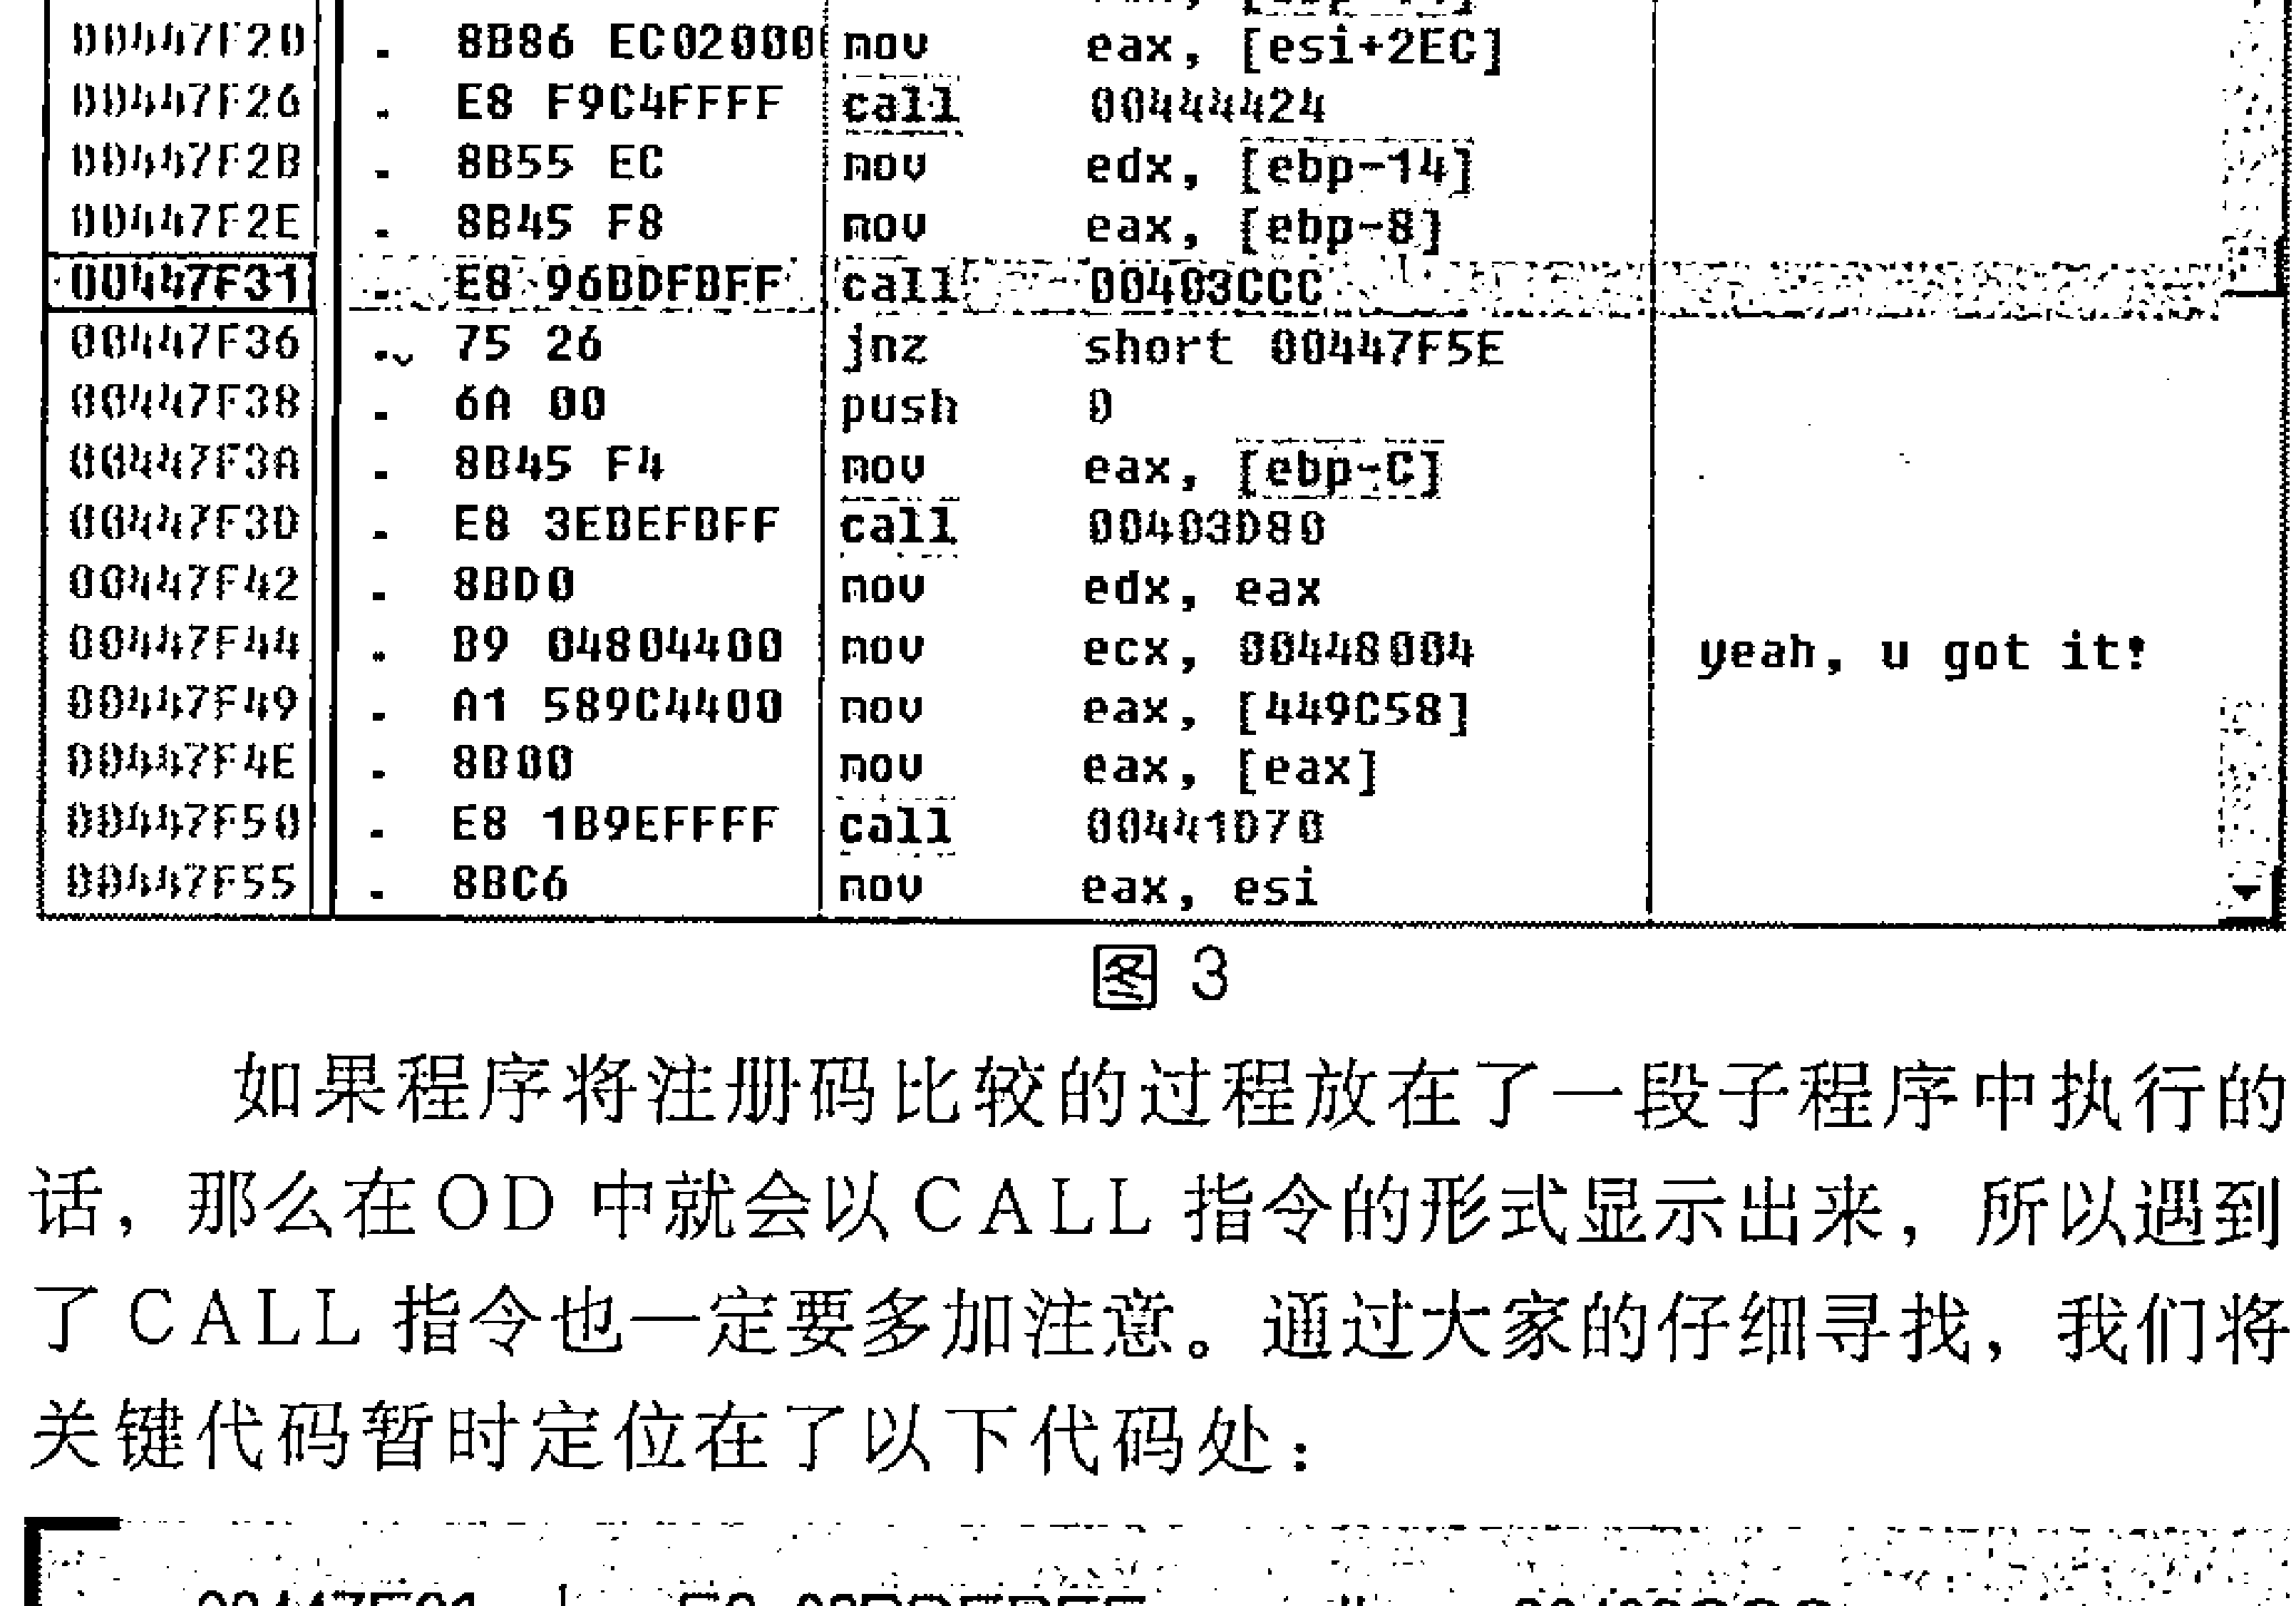 00447F20 . 8B86 EC02000 mov eax, [esi+2EC]
00447F26 . E8 F9C4FFFF call 00444424
00447F2B . 8B55 EC mov edx, [ebp-14]
00447F2E . 8B45 F8 mov eax, [ebp-8]
00447F31 . E8 96BDFBFF call 00403CCC
00447F36 . 75 26 jnz short 00447F5E
00447F38 . 6A 00 push 0
00447F3A . 8B45 F4 mov eax, [ebp-C]
00447F3D . E8 3EBEFBFF call 00403D80
00447F42 . 8BD0 mov edx, eax
00447F44 . B9 04804400 mov ecx, 00448004 yeah, u got it!
00447F49 . A1 589C4400 mov eax, [449C58]
00447F4E . 8B00 mov eax, [eax]
00447F50 . E8 1B9EFFFF call 00441D70
00447F55 . 8BC6 mov eax, esi
图 3
如果程序将注册码比较的过程放在了一段子程序中执行的
话，那么在OD 中就会以CALL 指令的形式显示出来，所以遇到
了CALL 指令也一定要多加注意。通过大家的仔细寻找，我们将
关键代码暂时定位在了以下代码处：